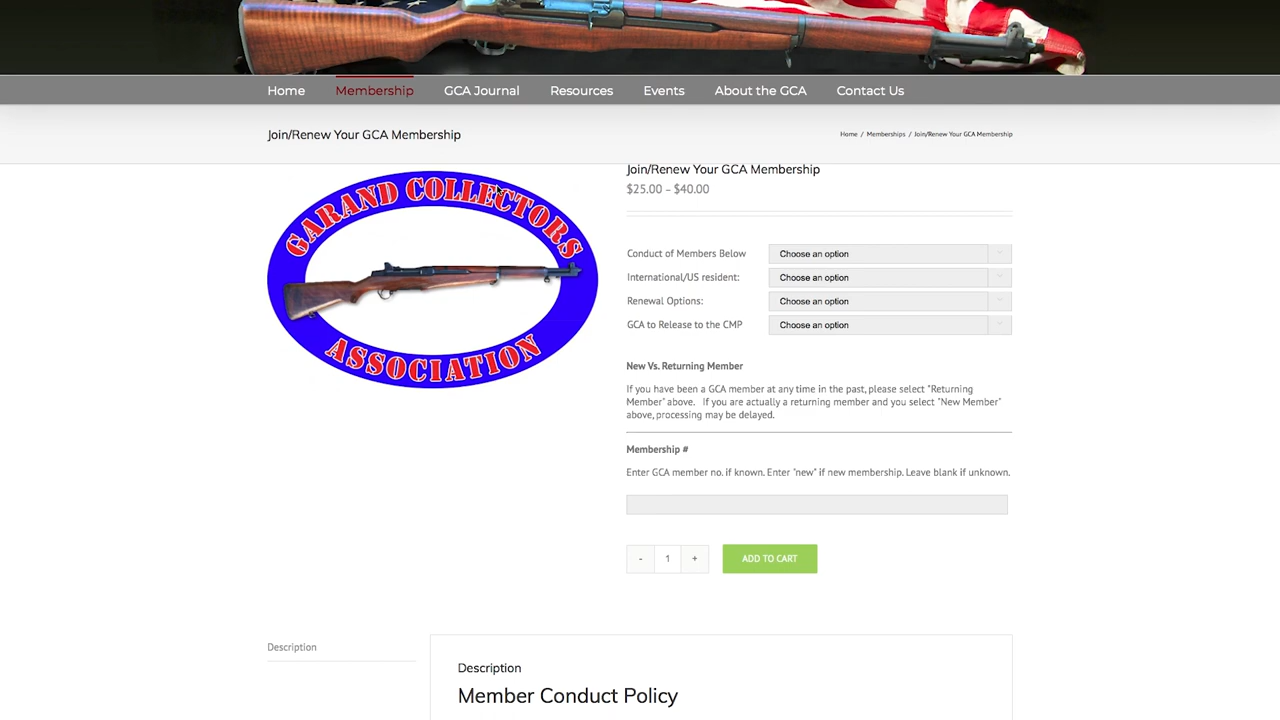 Home Membership GCA Journal Resources Events About the GCA Contact Us
Join/Renew Your GCA Membership
Home / Memberships / Join/Renew Your GCA Membership
GARAND COLLECTORS
ASSOCIATION
Join/Renew Your GCA Membership
$25.00 – $40.00
Conduct of Members Below Choose an option
International/US resident: Choose an option
Renewal Options: Choose an option
GCA to Release to the CMP Choose an option
New Vs. Returning Member
If you have been a GCA member at any time in the past, please select "Returning
Member" above. If you are actually a returning member and you select "New Member"
above, processing may be delayed.
Membership #
Enter GCA member no. if known. Enter "new" if new membership. Leave blank if unknown.
- 1 + ADD TO CART
Description
Description
Member Conduct Policy